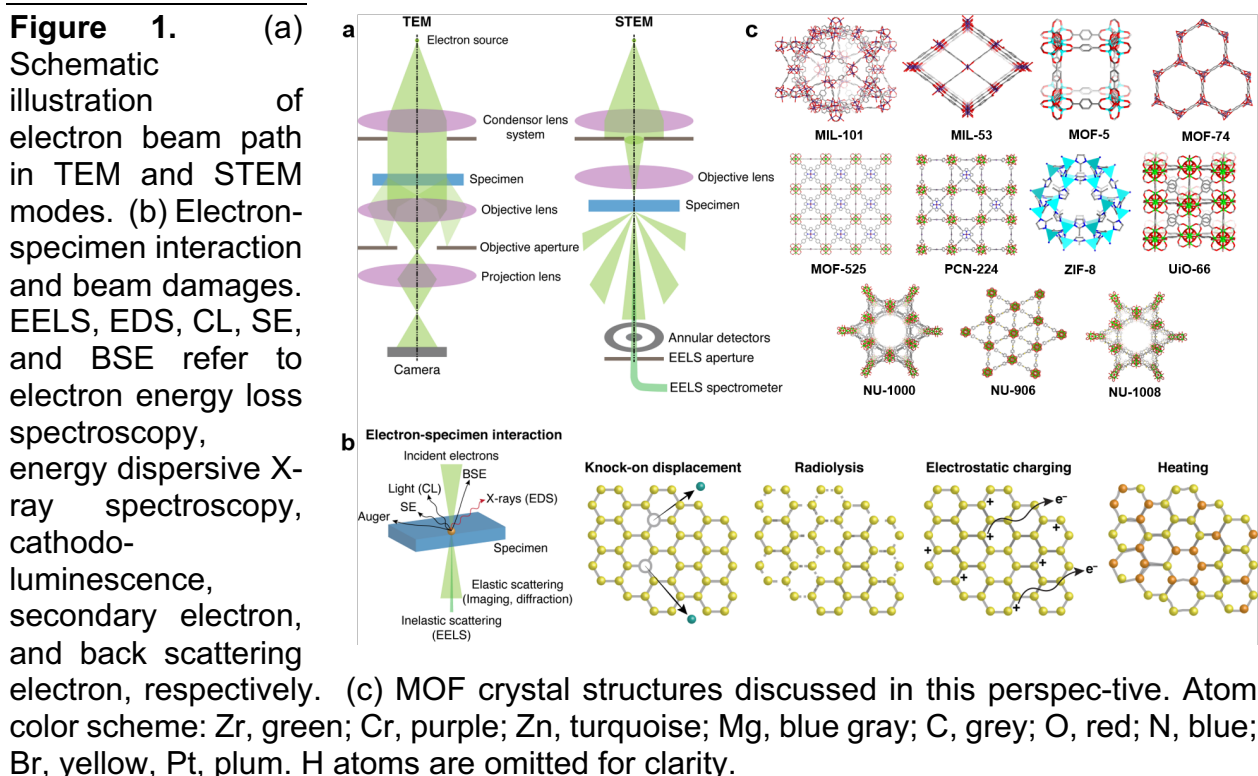 Figure 1. (a)
Schematic
illustration of
electron beam path
in TEM and STEM
modes. (b) Electron-
specimen interaction
and beam damages.
EELS, EDS, CL, SE,
and BSE refer to
electron energy loss
spectroscopy,
energy dispersive X-
ray spectroscopy,
cathodo-
luminescence,
secondary electron,
and back scattering
electron, respectively. (c) MOF crystal structures discussed in this perspec-tive. Atom
color scheme: Zr, green; Cr, purple; Zn, turquoise; Mg, blue gray; C, grey; O, red; N, blue;
Br, yellow, Pt, plum. H atoms are omitted for clarity.
a
TEM
STEM
Electron source
Condensor lens
system
Specimen
Objective lens
Objective aperture
Projection lens
Camera
Objective lens
Specimen
Annular detectors
EELS aperture
EELS spectrometer
c
MIL-101
MIL-53
MOF-5
MOF-74
MOF-525
PCN-224
ZIF-8
UiO-66
NU-1000
NU-906
NU-1008
b
Electron-specimen interaction
Incident electrons
BSE
Light (CL)
X-rays (EDS)
SE
Auger
Specimen
Elastic scattering
(Imaging, diffraction)
Inelastic scattering
(EELS)
Knock-on displacement
Radiolysis
Electrostatic charging
+
e⁻
+
+
+
+
+
e⁻
+
Heating